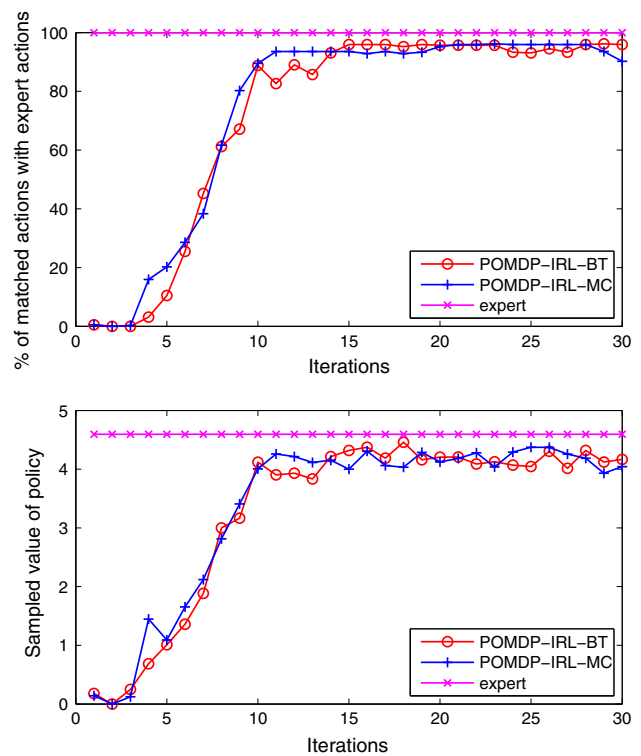 % of matched actions with expert actions
100
80
60
40
20
0
0 5 10 15 20 25 30
Iterations
POMDP-IRL-BT
POMDP-IRL-MC
expert
Sampled value of policy
5
4
3
2
1
0
0 5 10 15 20 25 30
Iterations
POMDP-IRL-BT
POMDP-IRL-MC
expert